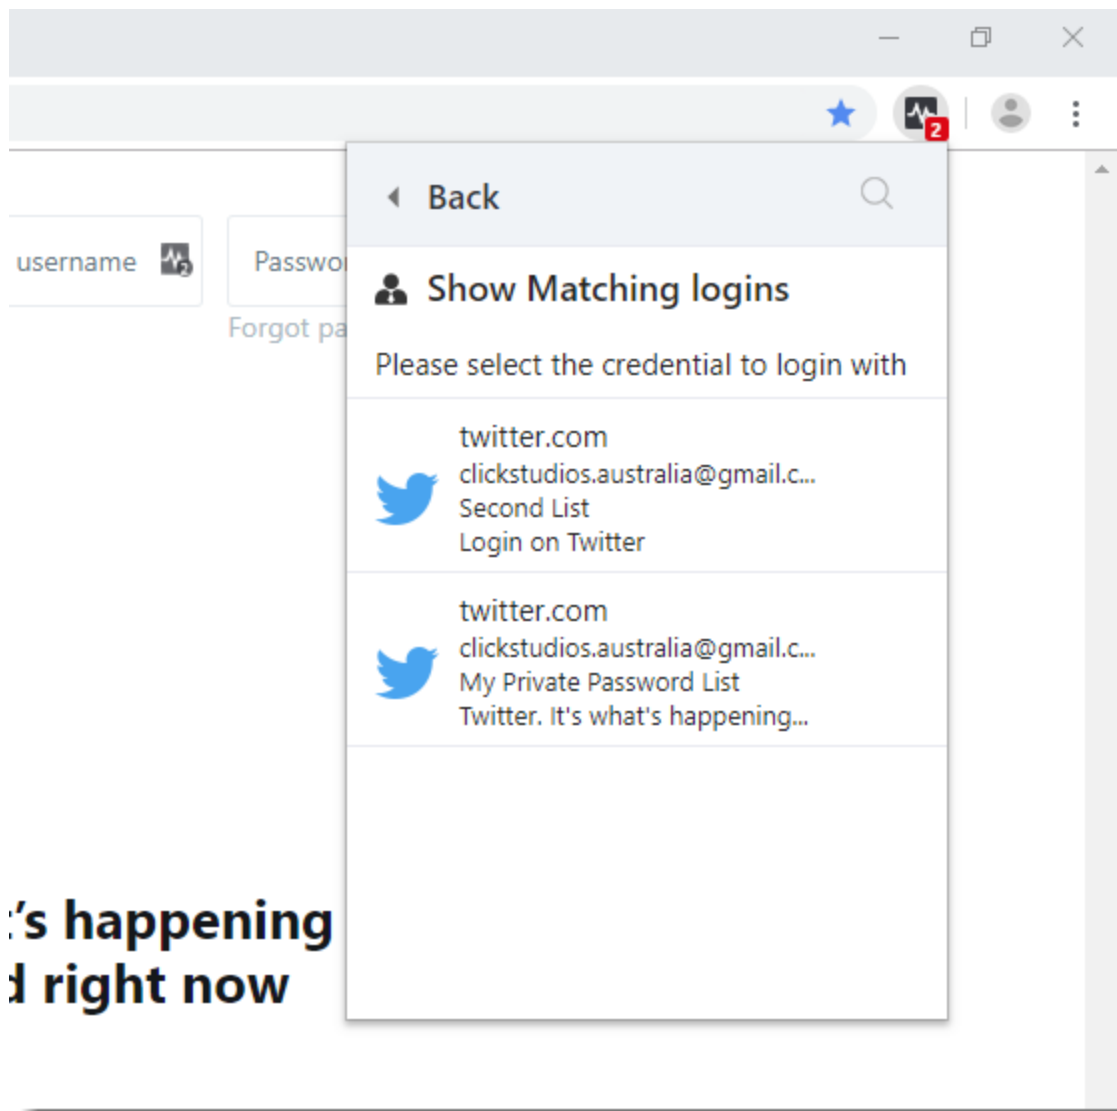 2
Back
username
2
Passwo
Forgot pa
Show Matching logins
Please select the credential to login with
twitter.com
clickstudios.australia@gmail.c...
Second List
Login on Twitter
twitter.com
clickstudios.australia@gmail.c...
My Private Password List
Twitter. It's what's happening...
's happening
d right now